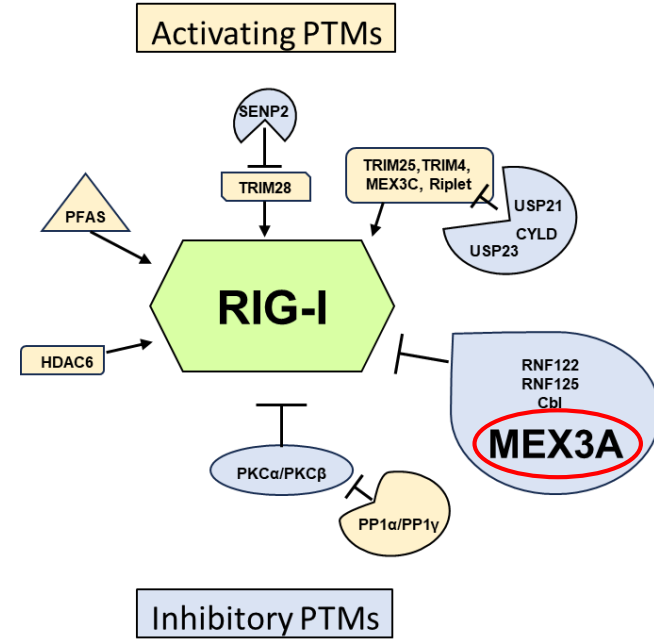 Activating PTMs
SENP2
TRIM28
TRIM25,TRIM4,
MEX3C, Riplet
USP21
CYLD
USP23
PFAS
RIG-I
HDAC6
RNF122
RNF125
Cbl
MEX3A
PKCα/PKCβ
PP1α/PP1γ
Inhibitory PTMs